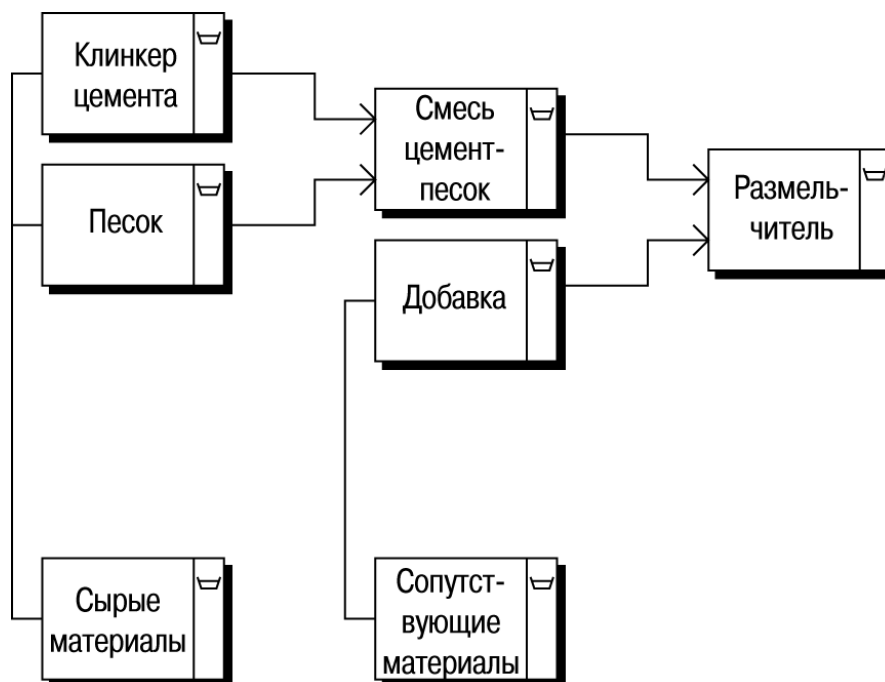 Клинкер
цемента
Песок
Смесь
цемент-
песок
Добавка
Размель-
читель
Сырые
материалы
Сопутст-
вующие
материалы